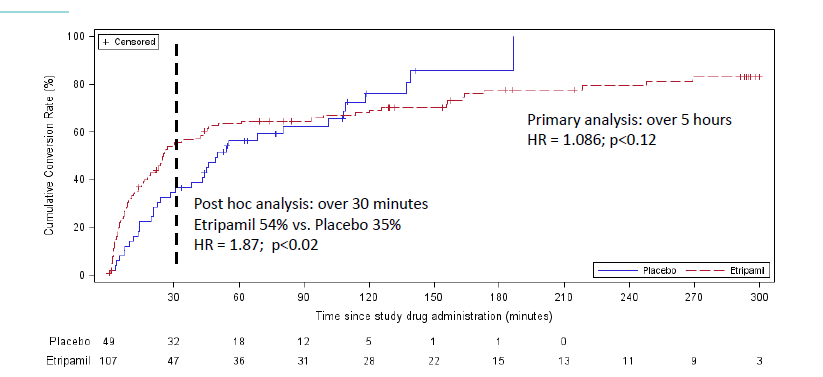 100
+ Censored
80
60
40
20
0
Cumulative Conversion Rate (%)
Primary analysis: over 5 hours
HR = 1.086; p<0.12
Post hoc analysis: over 30 minutes
Etripamil 54% vs. Placebo 35%
HR = 1.87; p<0.02
Placebo Etripamil
30 60 90 120 150 180 210 240 270 300
Time since study drug administration (minutes)
Placebo 49 32 18 12 5 1 1 0
Etripamil 107 47 36 31 28 22 15 13 11 9 3